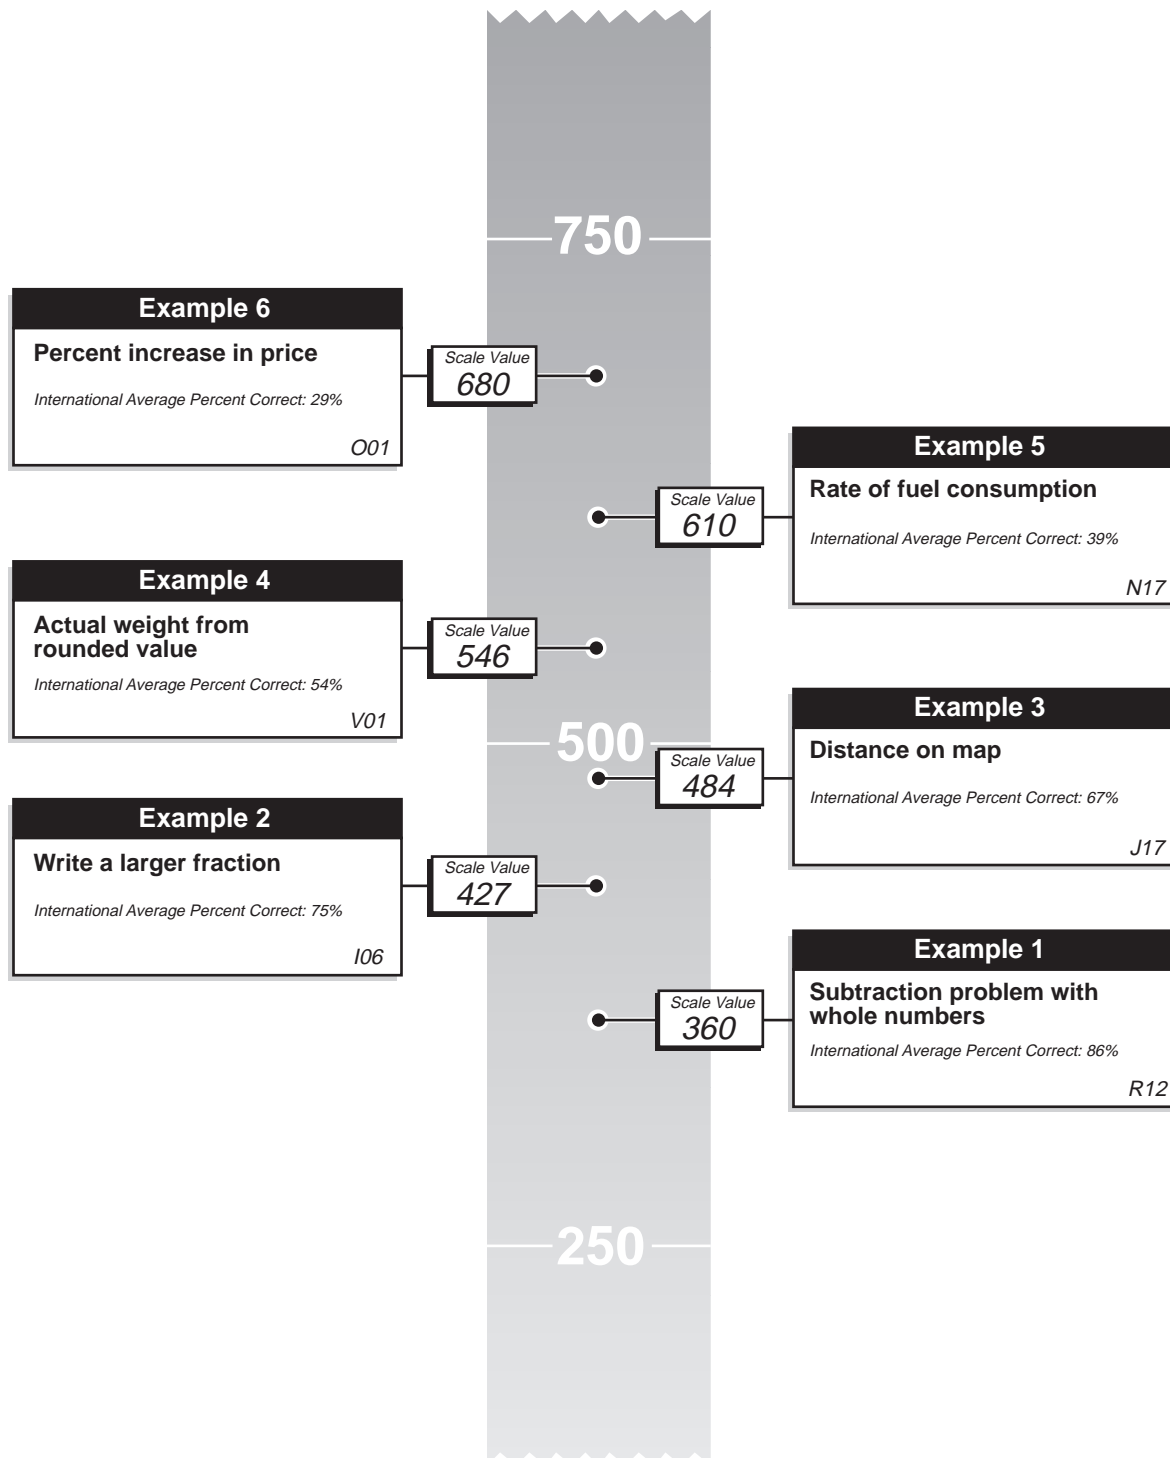 750
Example 6
Percent increase in price
International Average Percent Correct: 29%
O01
Scale Value
680
Example 5
Rate of fuel consumption
International Average Percent Correct: 39%
N17
Scale Value
610
Example 4
Actual weight from
rounded value
International Average Percent Correct: 54%
V01
Scale Value
546
500
Example 3
Distance on map
International Average Percent Correct: 67%
J17
Scale Value
484
Example 2
Write a larger fraction
International Average Percent Correct: 75%
I06
Scale Value
427
Example 1
Subtraction problem with
whole numbers
International Average Percent Correct: 86%
R12
Scale Value
360
250